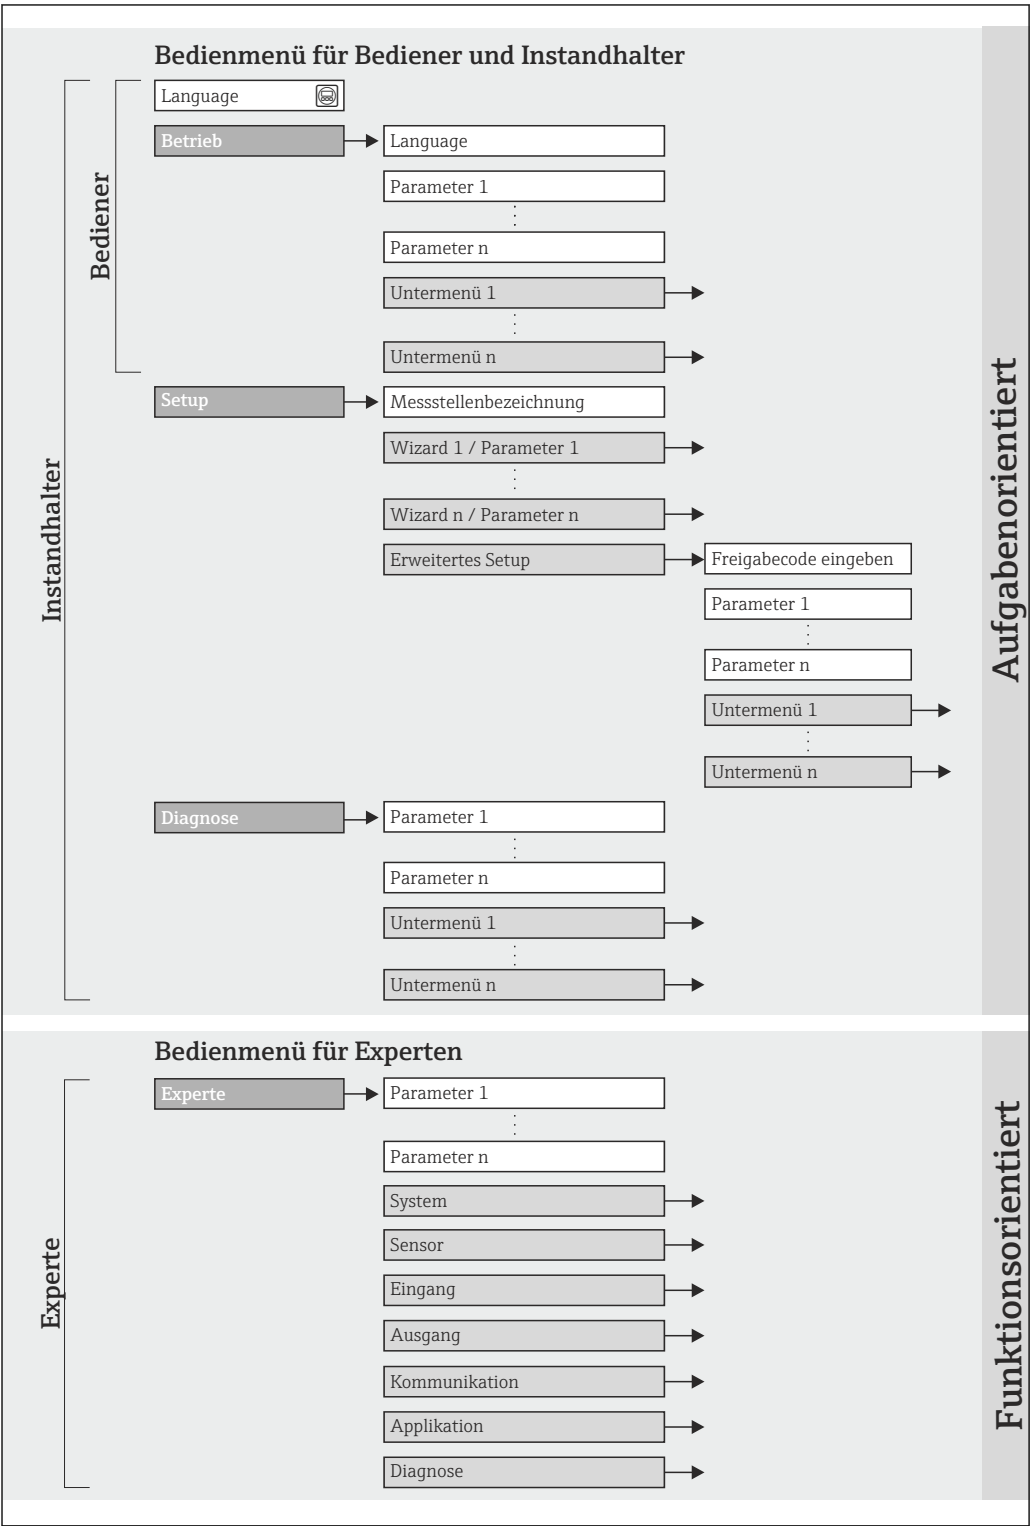 Bedienmenü für Bediener und Instandhalter
Language
Betrieb
Language
Parameter 1
Parameter n
Untermenü 1
Untermenü n
Bediener
Setup
Messstellenbezeichnung
Wizard 1 / Parameter 1
Wizard n / Parameter n
Erweitertes Setup
Freigabecode eingeben
Parameter 1
Parameter n
Untermenü 1
Untermenü n
Diagnose
Parameter 1
Parameter n
Untermenü 1
Untermenü n
Instandhalter
Aufgabenorientiert
Bedienmenü für Experten
Experte
Parameter 1
Parameter n
System
Sensor
Eingang
Ausgang
Kommunikation
Applikation
Diagnose
Experte
Funktionsorientiert